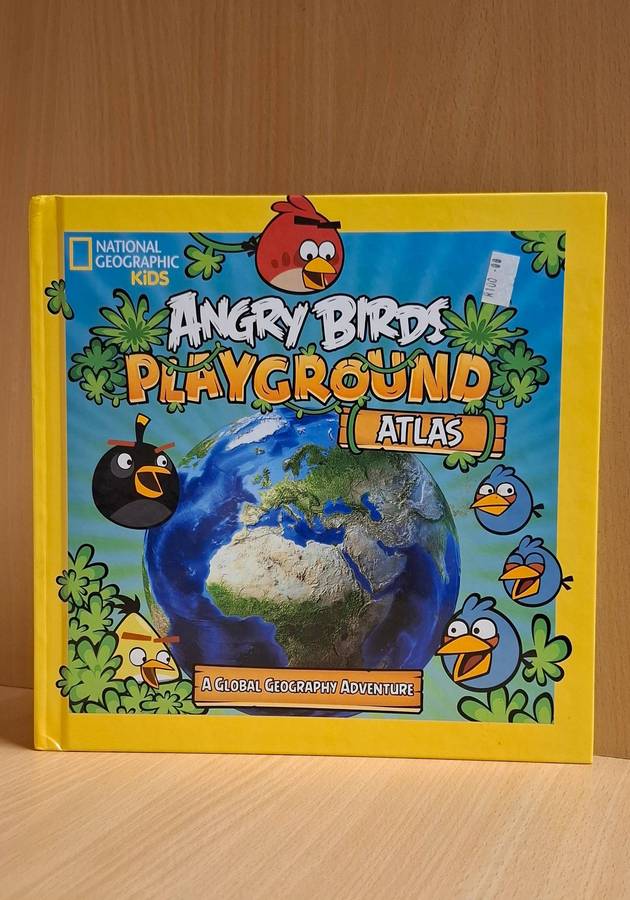 NATIONAL
GEOGRAPHIC
KiDS
ANGRY BIRDS
PLAYGROUND
ATLAS
A GLOBAL GEOGRAPHY ADVENTURE